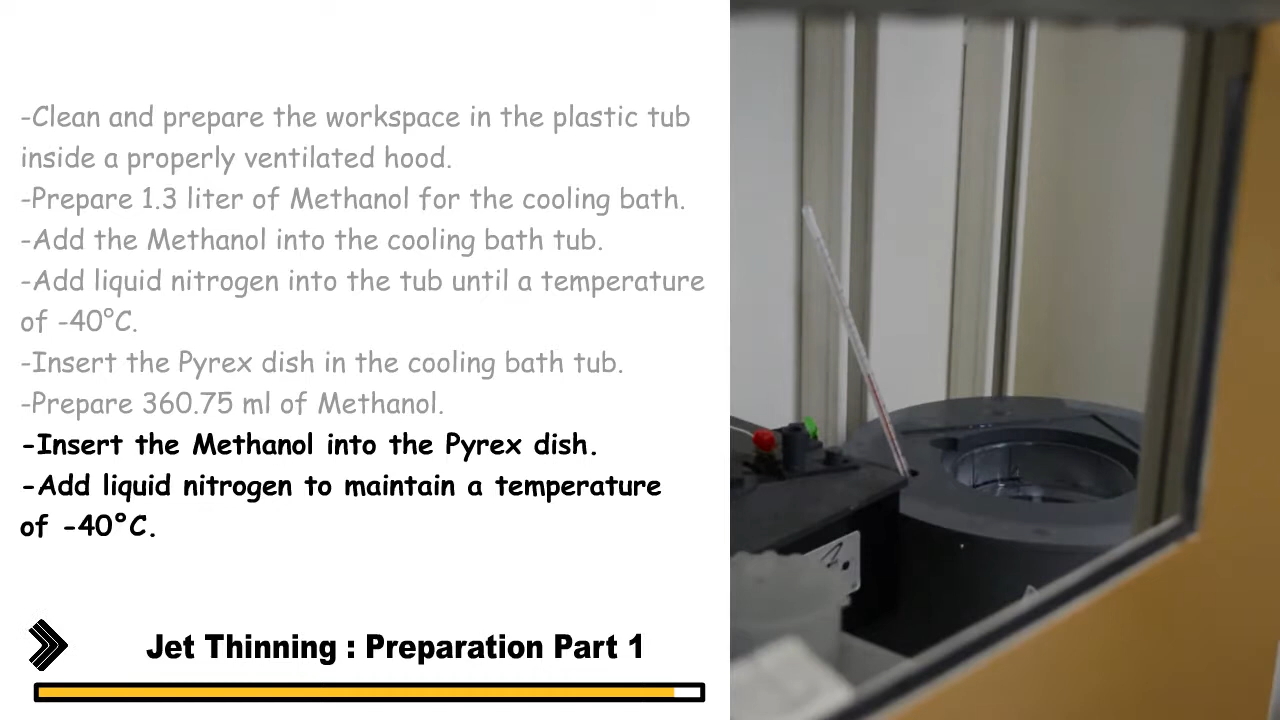 -Clean and prepare the workspace in the plastic tub
inside a properly ventilated hood.
-Prepare 1.3 liter of Methanol for the cooling bath.
-Add the Methanol into the cooling bath tub.
-Add liquid nitrogen into the tub until a temperature
of -40°C.
-Insert the Pyrex dish in the cooling bath tub.
-Prepare 360.75 ml of Methanol.
-Insert the Methanol into the Pyrex dish.
-Add liquid nitrogen to maintain a temperature
of -40°C.
Jet Thinning : Preparation Part 1